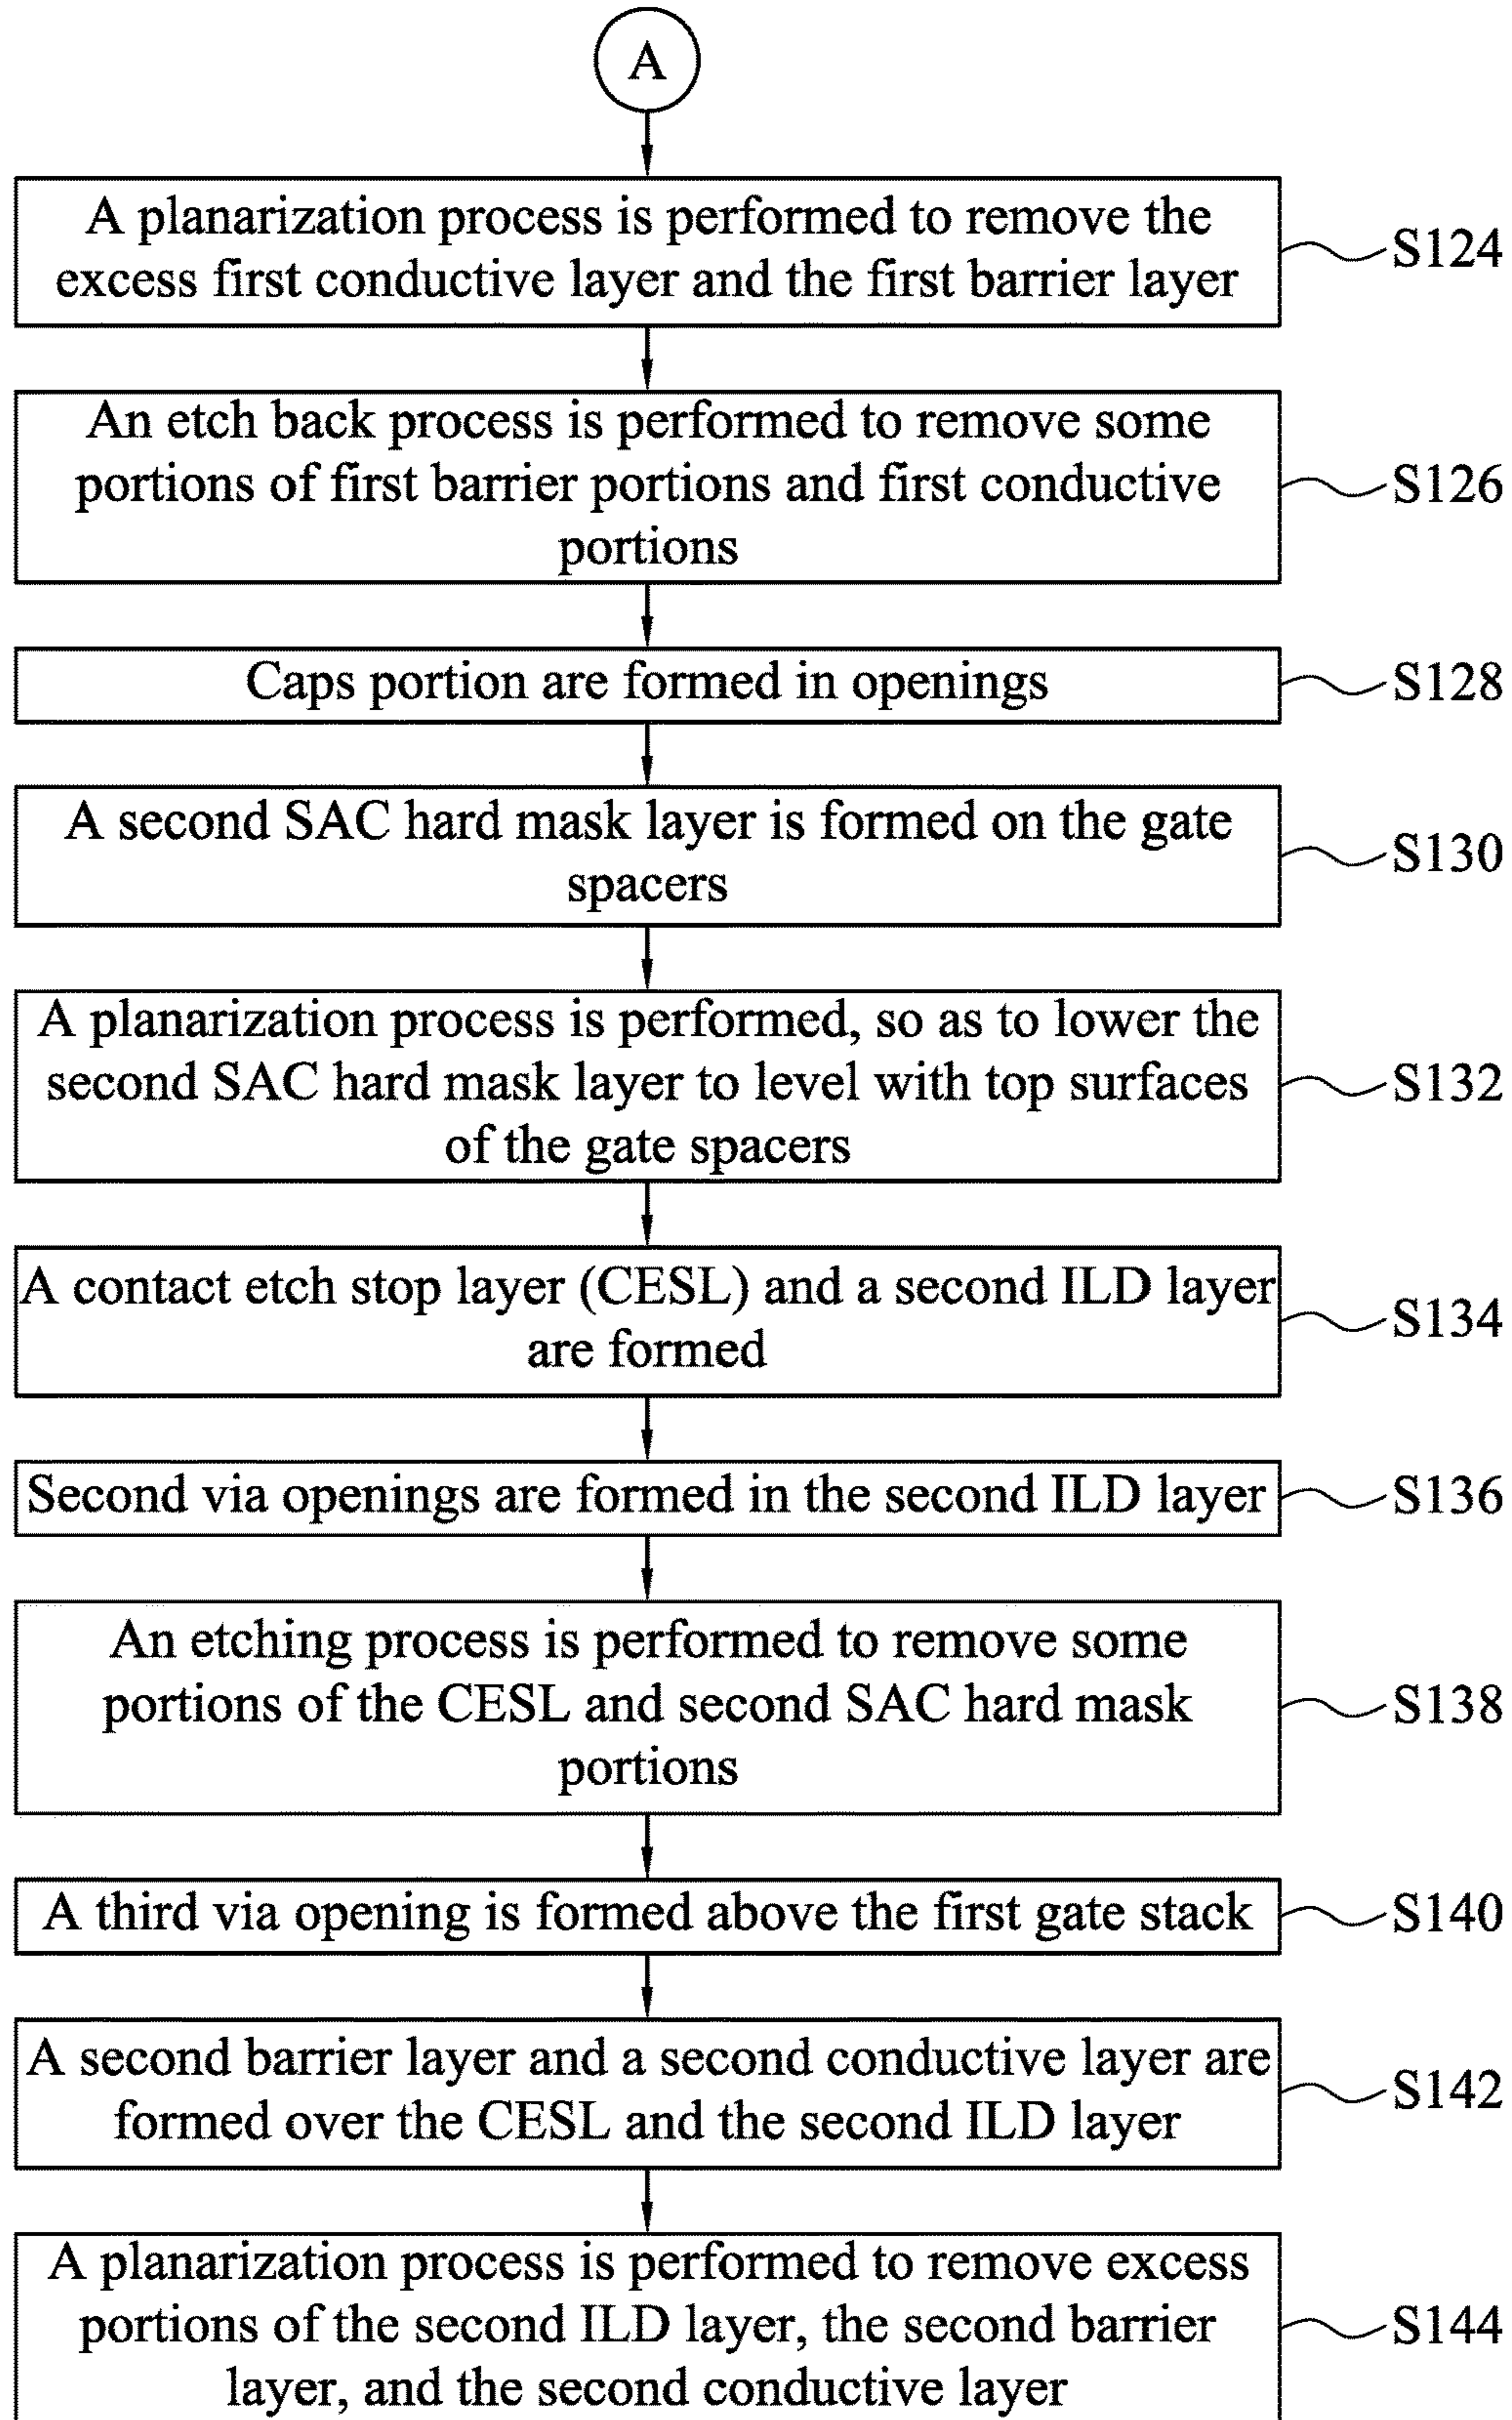 A
A planarization process is performed to remove the
excess first conductive layer and the first barrier layer
S124
An etch back process is performed to remove some
portions of first barrier portions and first conductive
portions
S126
Caps portion are formed in openings
S128
A second SAC hard mask layer is formed on the gate
spacers
S130
A planarization process is performed, so as to lower the
second SAC hard mask layer to level with top surfaces
of the gate spacers
S132
A contact etch stop layer (CESL) and a second ILD layer
are formed
S134
Second via openings are formed in the second ILD layer
S136
An etching process is performed to remove some
portions of the CESL and second SAC hard mask
portions
S138
A third via opening is formed above the first gate stack
S140
A second barrier layer and a second conductive layer are
formed over the CESL and the second ILD layer
S142
A planarization process is performed to remove excess
portions of the second ILD layer, the second barrier
layer, and the second conductive layer
S144